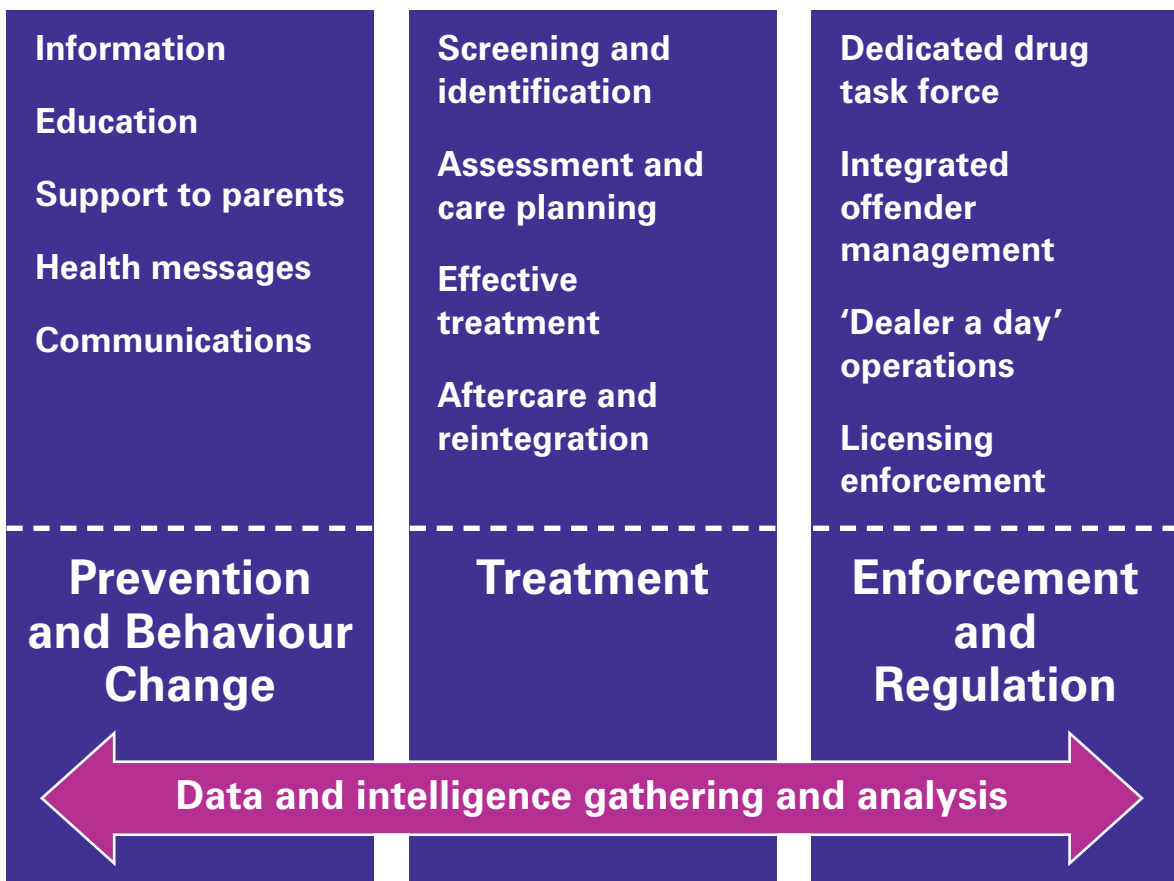 Information
Education
Support to parents
Health messages
Communications
Prevention
and Behaviour
Change
Screening and
identification
Assessment and
care planning
Effective
treatment
Aftercare and
reintegration
Treatment
Dedicated drug
task force
Integrated
offender
management
‘Dealer a day’
operations
Licensing
enforcement
Enforcement
and
Regulation
Data and intelligence gathering and analysis